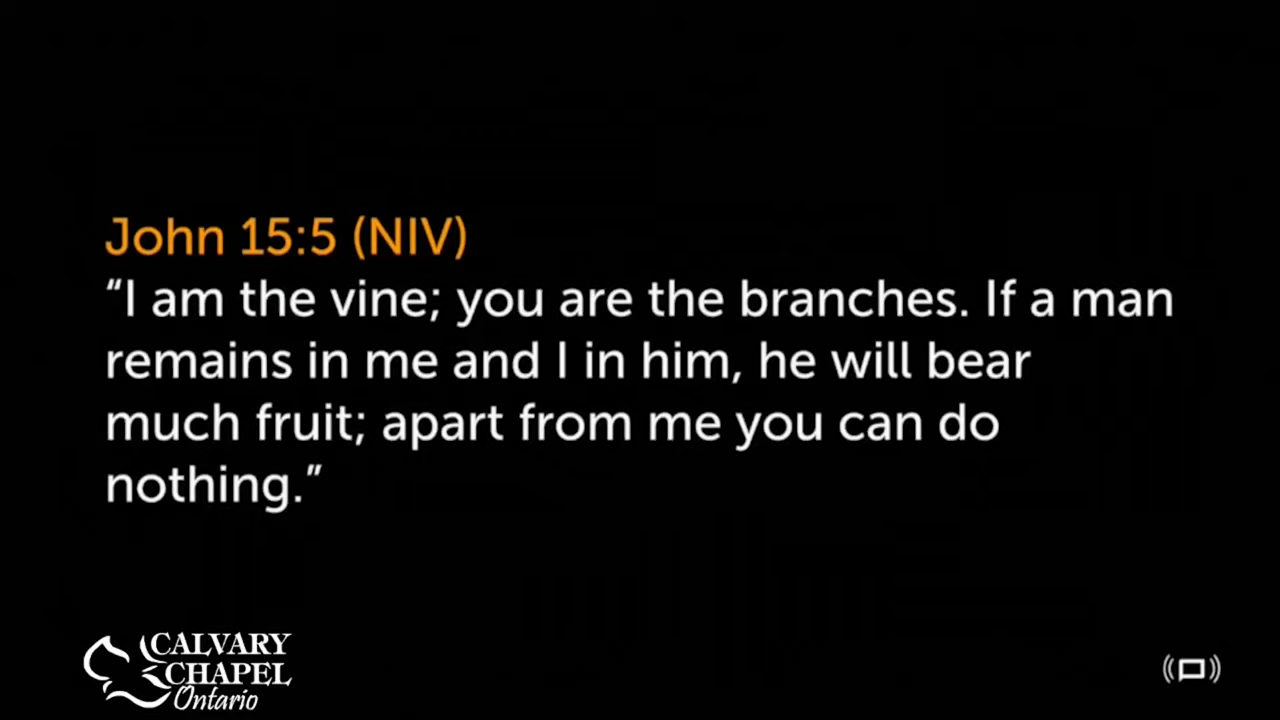 John 15:5 (NIV)
“I am the vine; you are the branches. If a man
remains in me and I in him, he will bear
much fruit; apart from me you can do
nothing.”
CALVARY
CHAPEL
Ontario